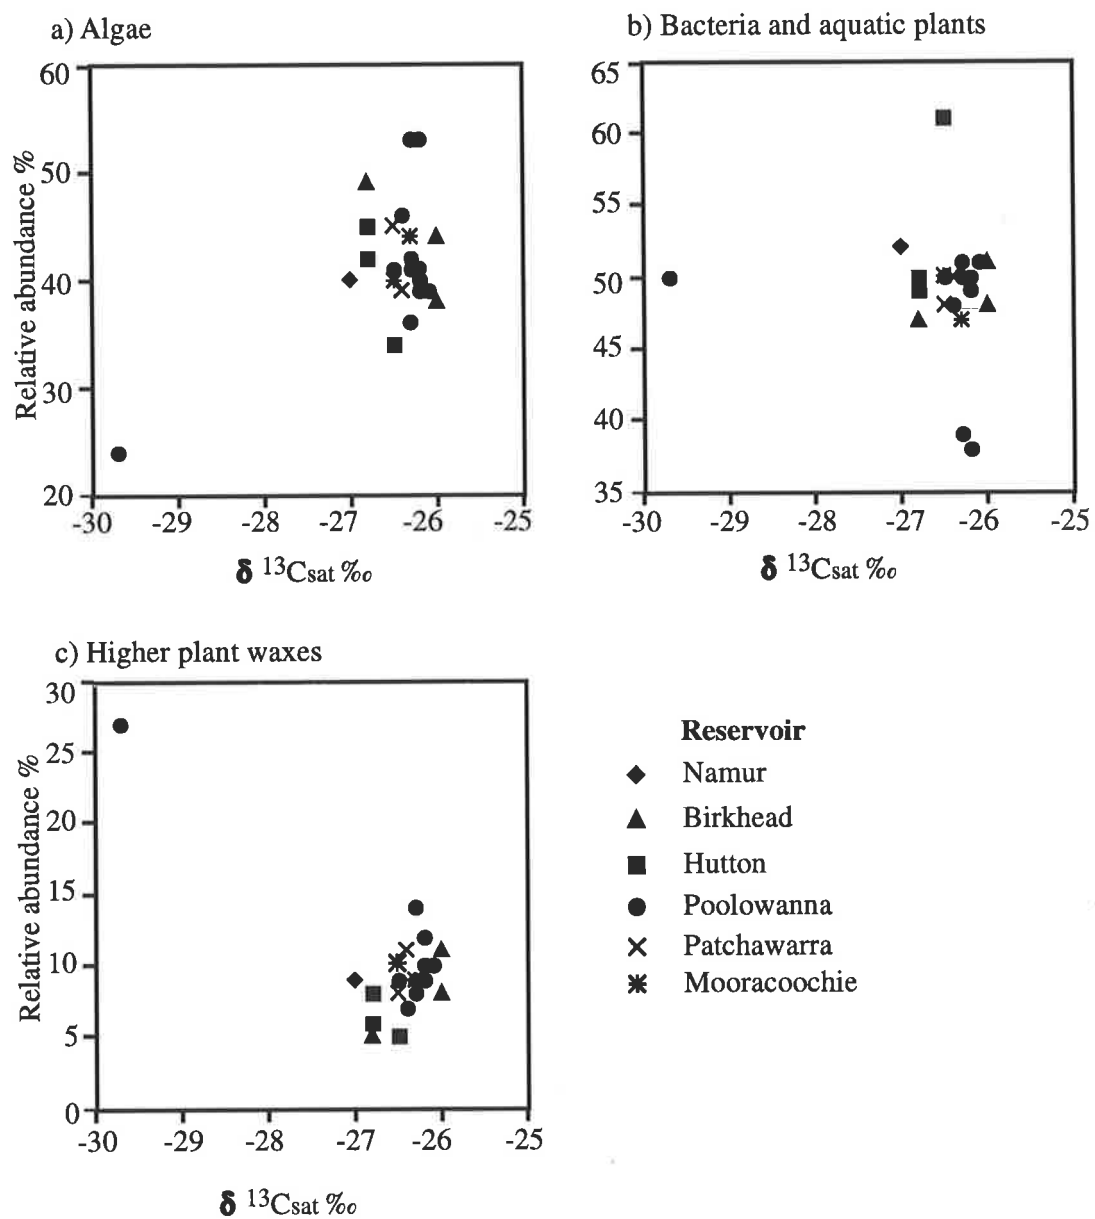 a) Algae
60
50
40
30
20
Relative abundance %
-30 -29 -28 -27 -26 -25
δ 13Csat ‰
b) Bacteria and aquatic plants
65
60
55
50
45
40
35
-30 -29 -28 -27 -26 -25
δ 13Csat ‰
c) Higher plant waxes
30
25
20
15
10
5
0
Relative abundance %
-30 -29 -28 -27 -26 -25
δ 13Csat ‰
Reservoir
Namur
Birkhead
Hutton
Poolowanna
Patchawarra
Mooracoochie